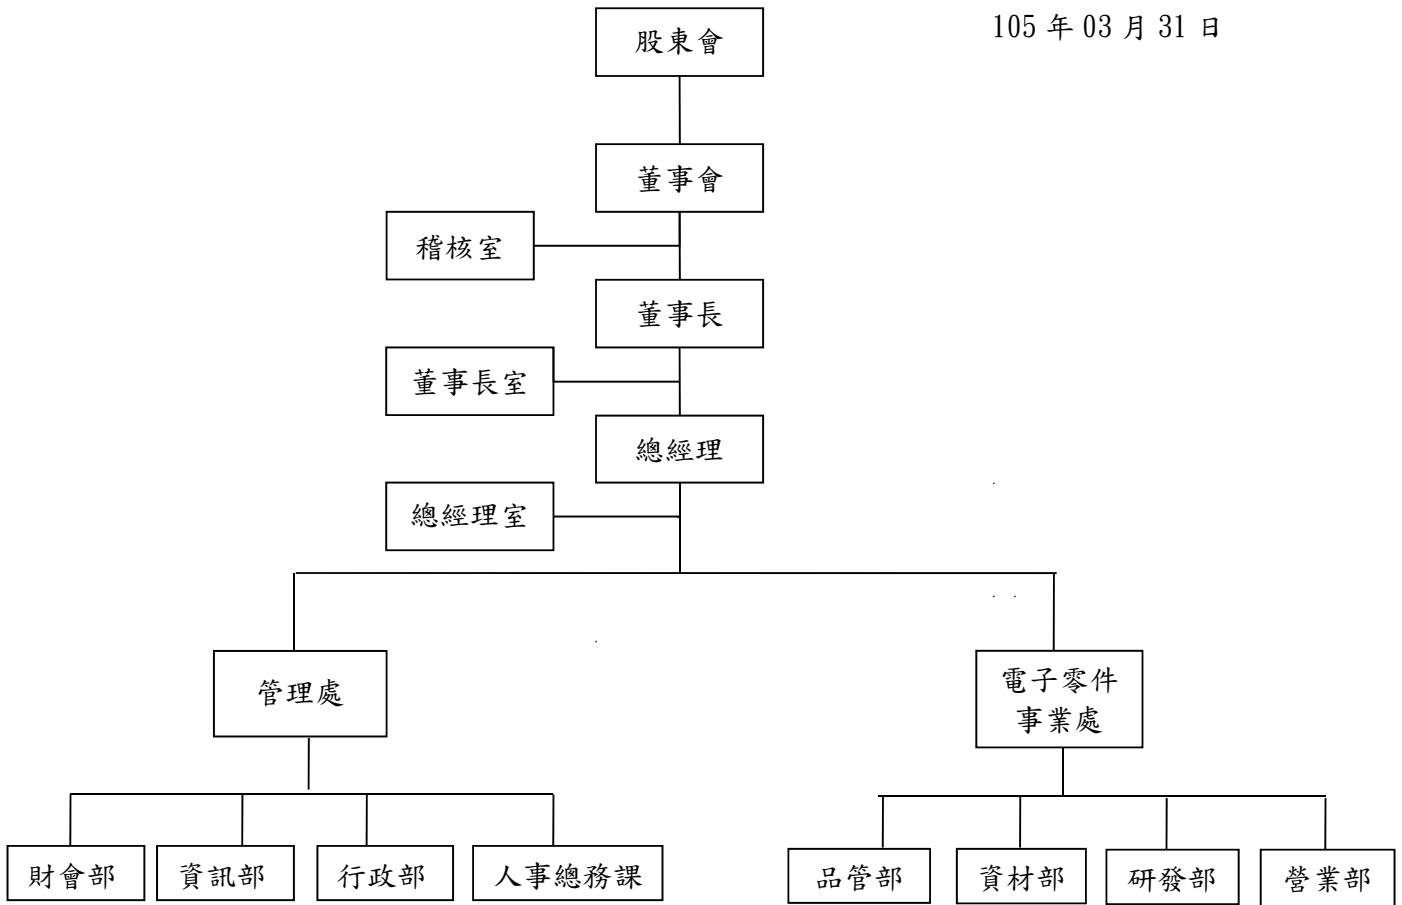 105 年 03 月 31 日
股東會
董事會
稽核室
董事長
董事長室
總經理
總經理室
管理處
電子零件
事業處
財會部
資訊部
行政部
人事總務課
品管部
資材部
研發部
營業部